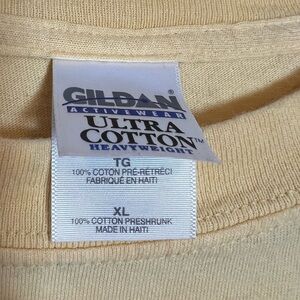 GILDAN
ACTIVEWEAR
ULTRA
COTTON™
HEAVYWEIGHT
TG
100% COTON PRÉ-RÉTRÉCI
FABRIQUÉ EN HAITI
XL
100% COTTON PRESHRUNK
MADE IN HAITI